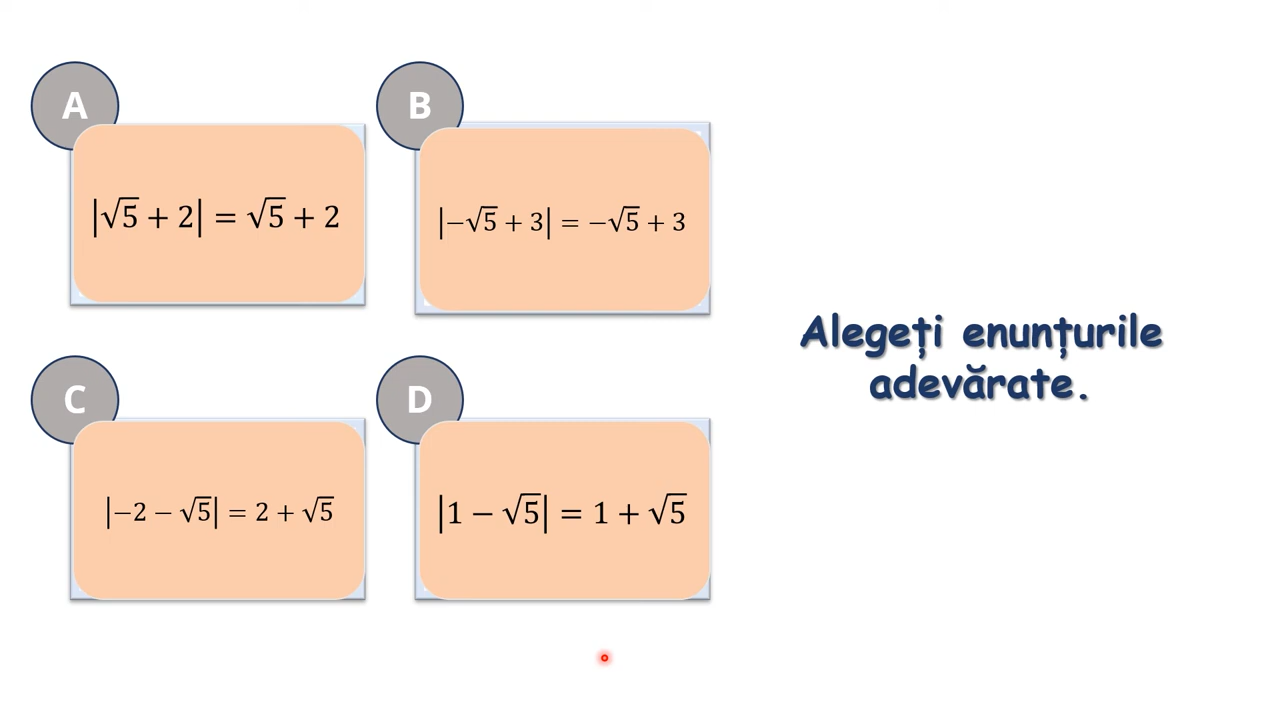 A
|√5 + 2| = √5 + 2
B
|−√5 + 3| = −√5 + 3
C
|−2 − √5| = 2 + √5
D
|1 − √5| = 1 + √5
Alegeți enunțurile
adevărate.